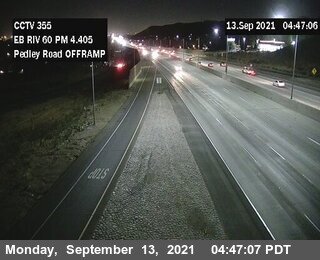 CCTV 355
EB RIV 60 PM 4.405
Pedley Road OFFRAMP
13.Sep 2021 04:47:06
STOP
Monday, September 13, 2021 04:47:07 PDT